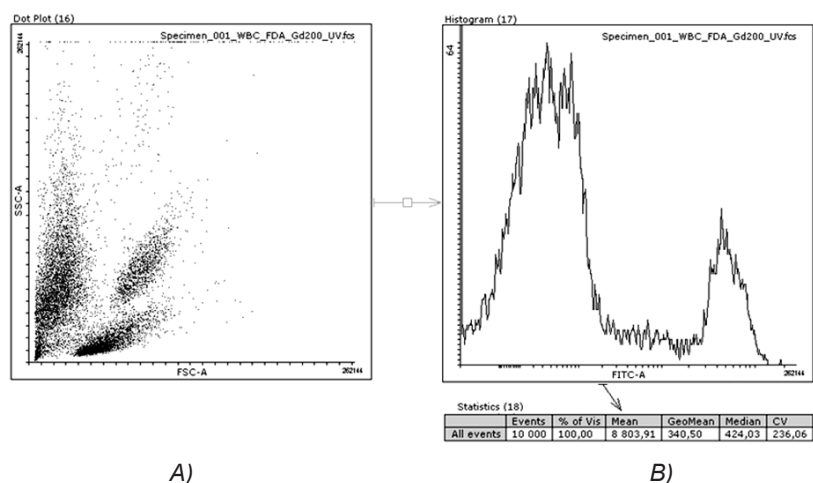 Dot Plot (16)
Specimen_001_WBC_FDA_Gd200_UV.fcs
262144
SSC-A
FSC-A
262144
A)
Histogram (17)
Specimen_001_WBC_FDA_Gd200_UV.fcs
64
FITC-A
262144
Statistics (18)
Events % of Vis Mean GeoMean Median CV
All events 10 000 100,00 8 803,91 340,50 424,03 236,06
B)